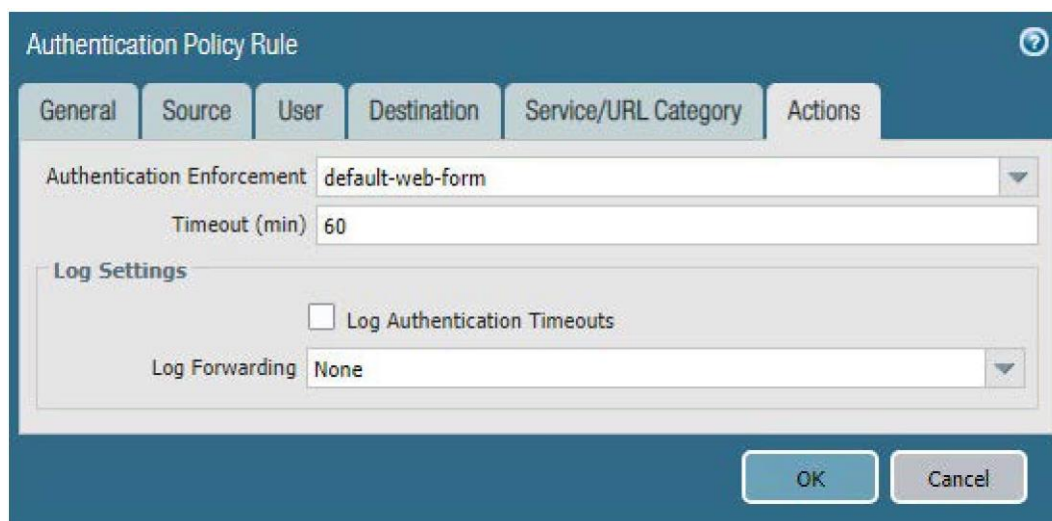 Authentication Policy Rule
?
General Source User Destination Service/URL Category Actions
Authentication Enforcement default-web-form
Timeout (min) 60
Log Settings
Log Authentication Timeouts
Log Forwarding None
OK Cancel